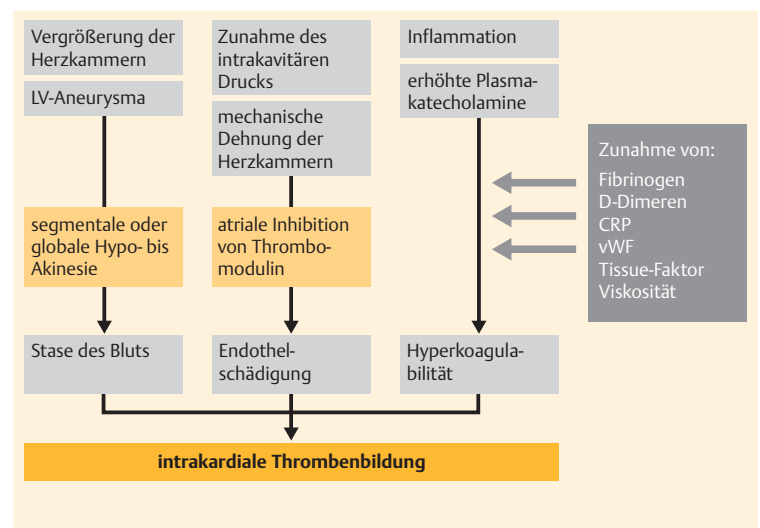 Vergrößerung der
Herzkammern
LV-Aneurysma
segmentale oder
globale Hypo- bis
Akinesie
Stase des Bluts
Zunahme des
intrakavitären
Drucks
mechanische
Dehnung der
Herzkammern
atriale Inhibition
von Thrombo-
modulin
Endothel-
schädigung
Inflammation
erhöhte Plasma-
katecholamine
Hyperkoagula-
bilität
Zunahme von:
Fibrinogen
D-Dimeren
CRP
vWF
Tissue-Faktor
Viskosität
intrakardiale Thrombenbildung